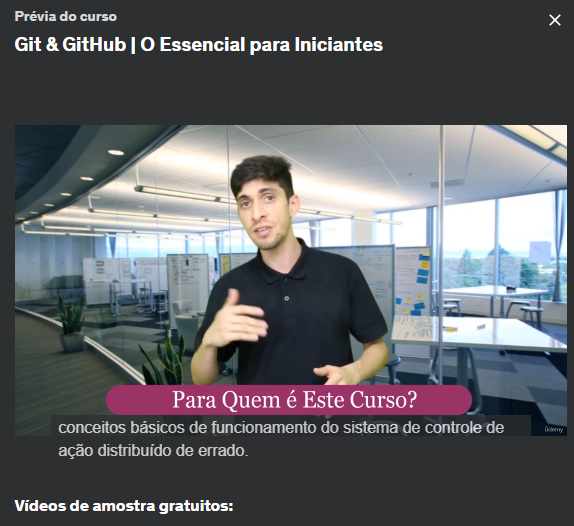 Prévia do curso
Git & GitHub | O Essencial para Iniciantes
Para Quem é Este Curso?
ûdemy
conceitos básicos de funcionamento do sistema de controle de
ação distribuído de errado.
Vídeos de amostra gratuitos: